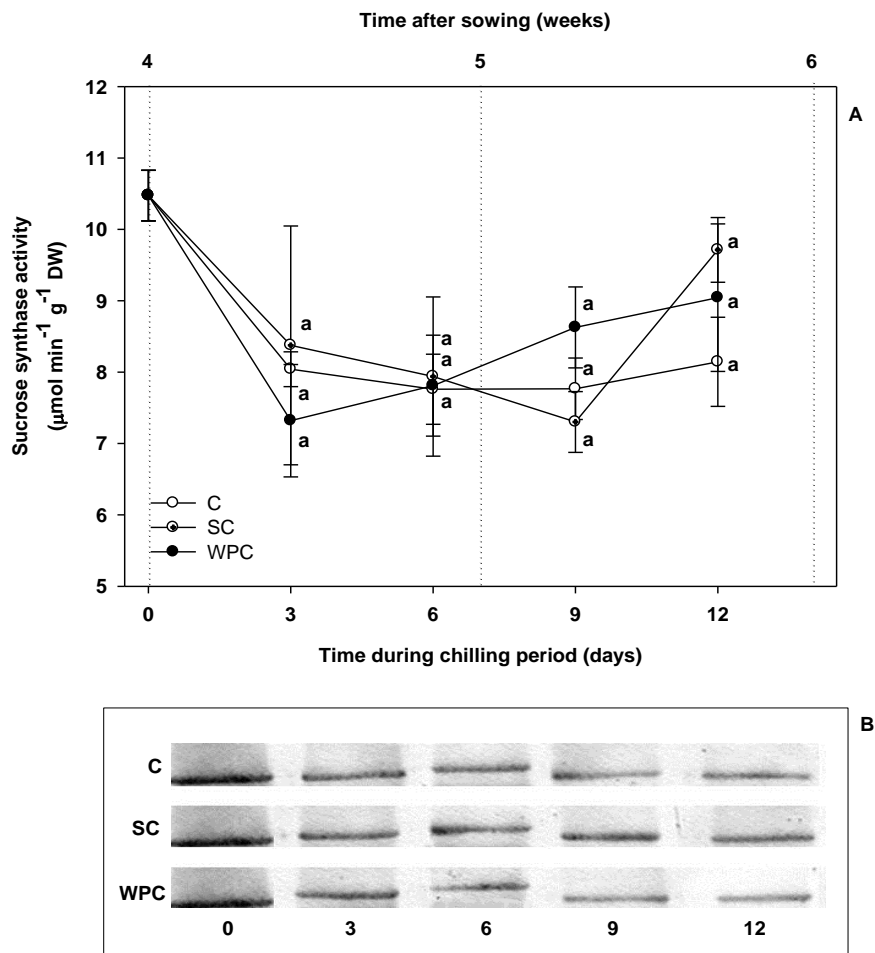 Time after sowing (weeks)
4 5 6
A
12
11
10
9
8
7
6
5
Sucrose synthase activity
(µmol min⁻¹ g⁻¹ DW)
a
a
a
a
a
a
a
a
a
a
a
a
C
SC
WPC
0 3 6 9 12
Time during chilling period (days)
B
C
SC
WPC
0 3 6 9 12